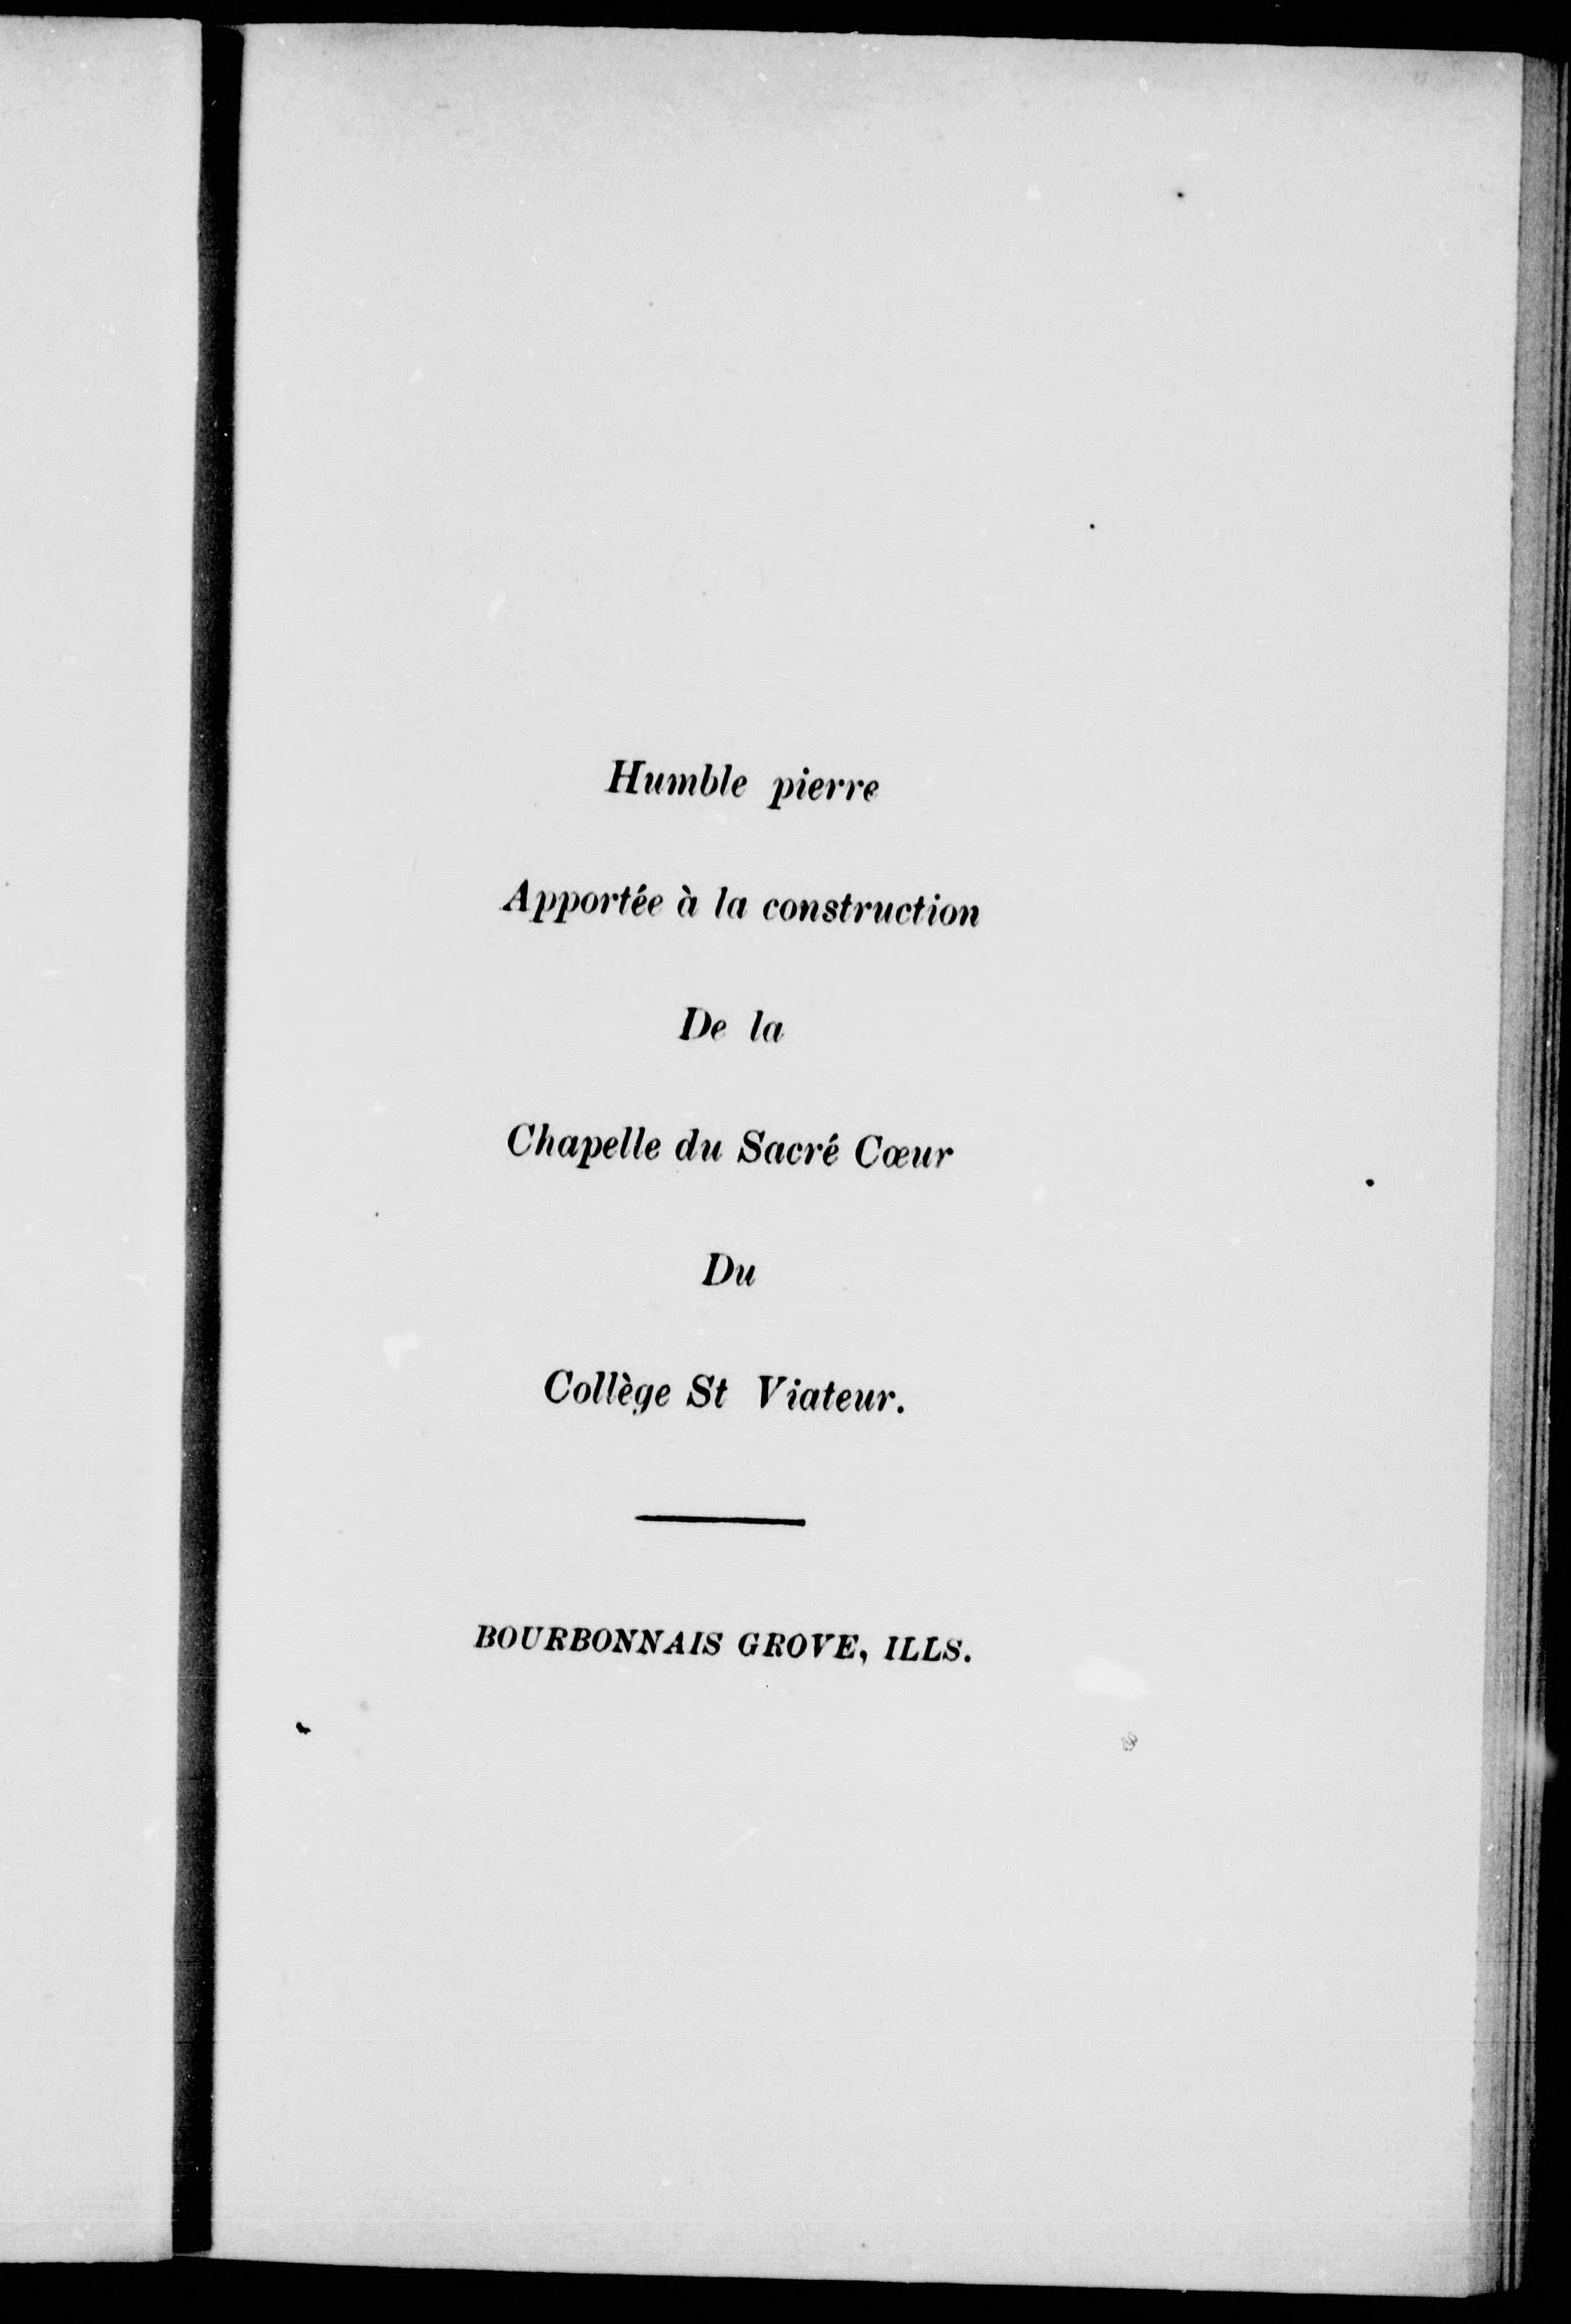 Humble pierre
Apportée à la construction
De la
Chapelle du Sacré Cœur
Du
Collège St Viateur.
BOURBONNAIS GROVE, ILLS.